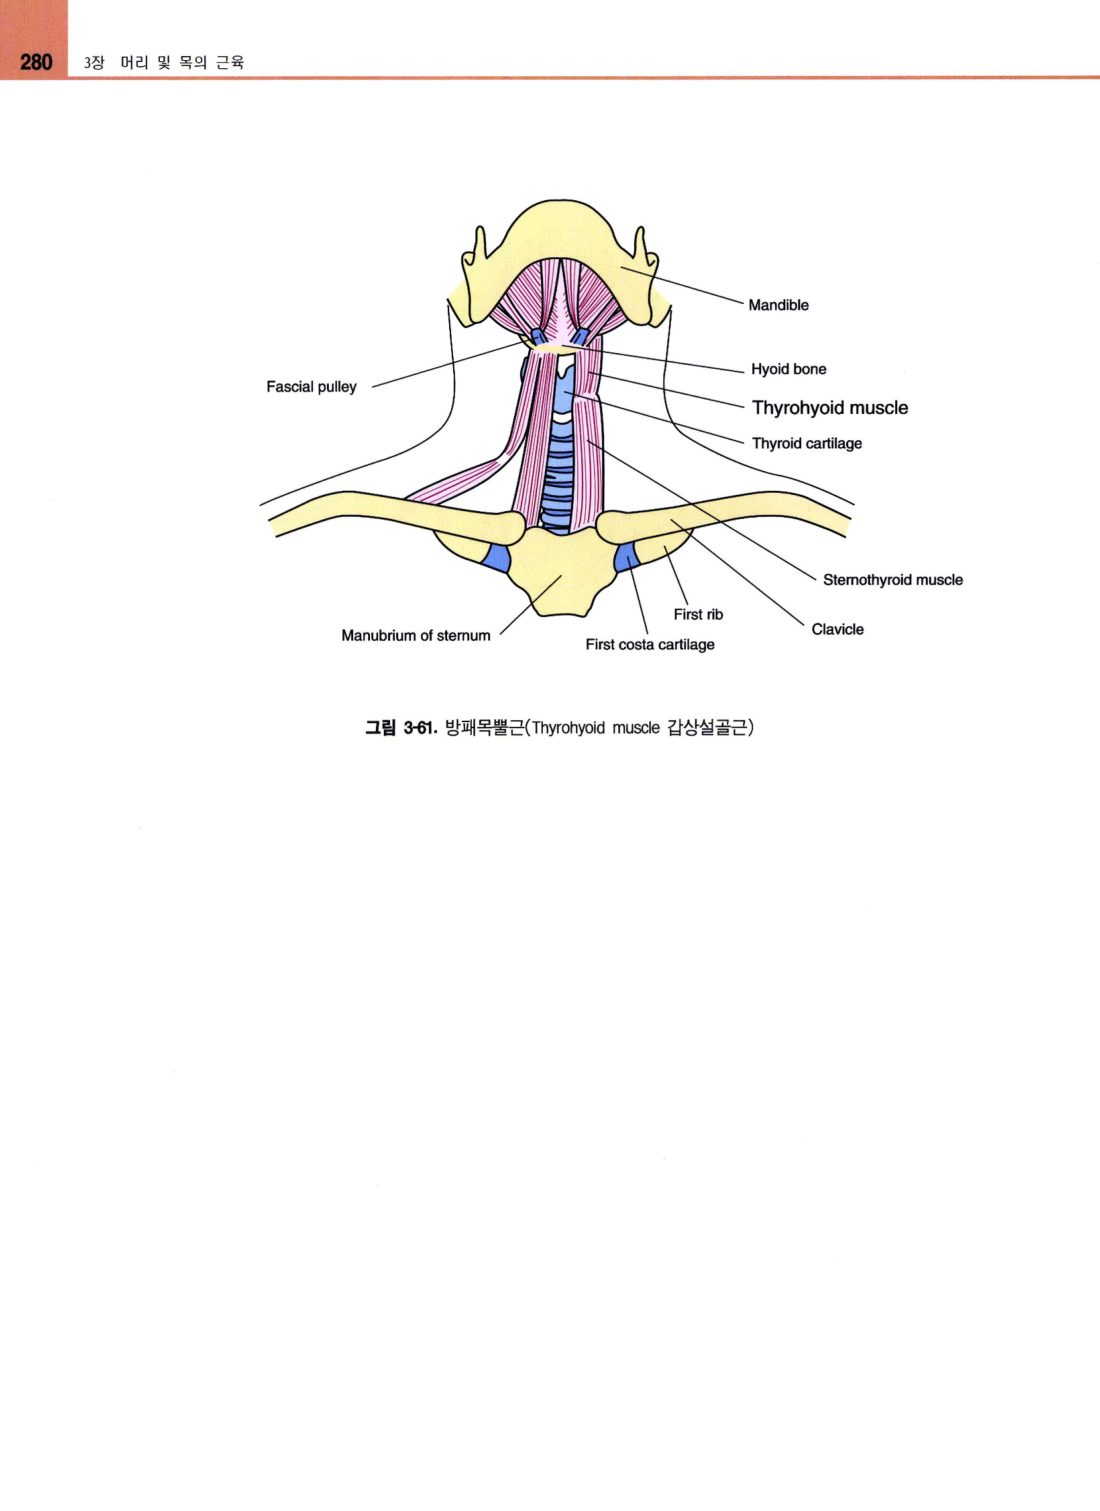 280 3장 머리 및 목의 근육
Mandible
Hyoid bone
Fascial pulley
Thyrohyoid muscle
Thyroid cartilage
Sternothyroid muscle
First rib
Clavicle
Manubrium of sternum
First costa cartilage
그림 3-61. 방패목뿔근(Thyrohyoid muscle 갑상설골근)